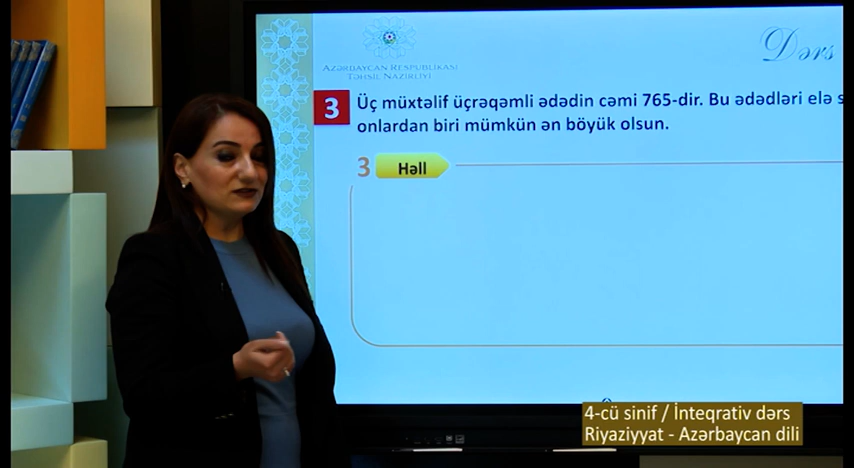 AZƏRBAYCAN RESPUBLİKASI
TƏHSİL NAZİRLİYİ
Dərs
3 Üç müxtəlif üçrəqəmli ədədin cəmi 765-dir. Bu ədədləri elə
onlardan biri mümkün ən böyük olsun.
3 Həll
4-cü sinif / İnteqrativ dərs
Riyaziyyat - Azərbaycan dili